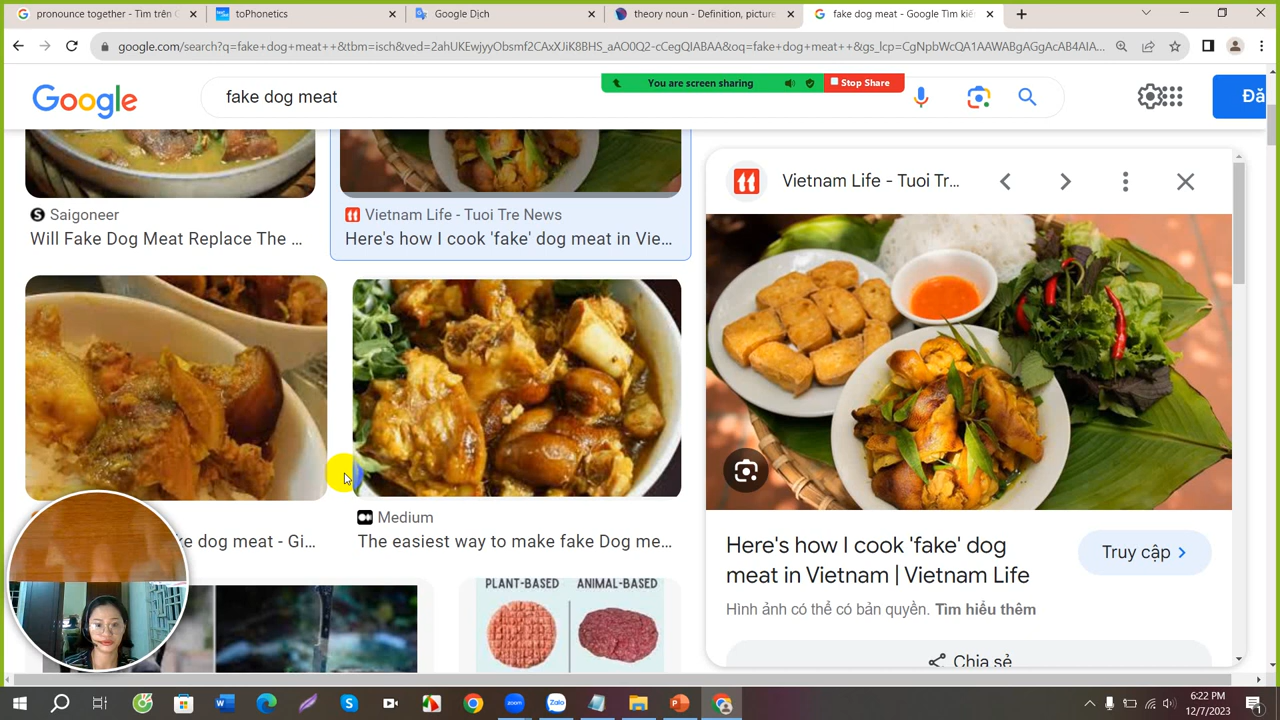 pronounce together - Tìm trên G
toPhonetics
Google Dịch
theory noun - Definition, picture
fake dog meat - Google Tìm kiế
google.com/search?q=fake+dog+meat++&tbm=isch&ved=2ahUKEwjyyObmf2CAxXJX8BHS_aAO0Q2-cCegQIABAA&oq=fake+dog+meat++&gs_lcp=CgNpbWcQA1AAWABgAGgAcAB4AIA...
Google
fake dog meat
You are screen sharing
Stop Share
Đă
Saigoneer
Will Fake Dog Meat Replace The ...
Vietnam Life - Tuoi Tre News
Here's how I cook 'fake' dog meat in Vie...
Vietnam Life - Tuoi Tr...
Medium
ke dog meat - Gi...
The easiest way to make fake Dog me...
PLANT-BASED
ANIMAL-BASED
Here's how I cook 'fake' dog
meat in Vietnam | Vietnam Life
Truy cập
Hình ảnh có thể có bản quyền. Tìm hiểu thêm
Chia sẻ
zoom
Zalo
6:22 PM
12/7/2023